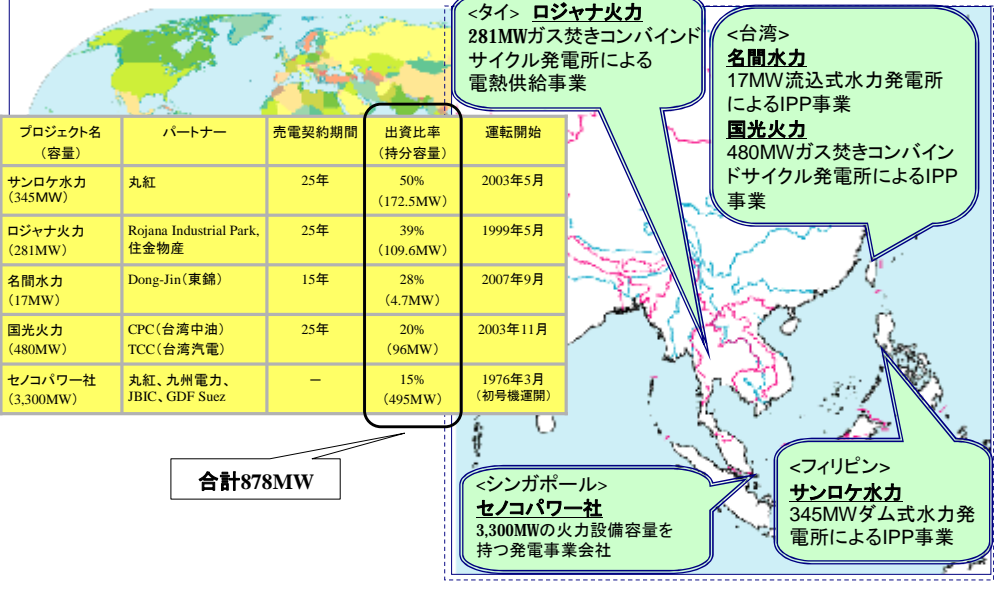 <タイ> ロジャナ火力
281MWガス焚きコンバインド
サイクル発電所による
電熱供給事業
<台湾>
名間水力
17MW流込式水力発電所
によるIPP事業
国光火力
480MWガス焚きコンバイン
ドサイクル発電所によるIPP
事業
プロジェクト名
（容量）
パートナー
売電契約期間
出資比率
（持分容量）
運転開始
サンロケ水力
（345MW）
丸紅
25年
50%
（172.5MW）
2003年5月
ロジャナ火力
（281MW）
Rojana Industrial Park,
住金物産
25年
39%
（109.6MW）
1999年5月
名間水力
（17MW）
Dong-Jin（東錦）
15年
28%
（4.7MW）
2007年9月
国光火力
（480MW）
CPC（台湾中油）
TCC（台湾汽電）
25年
20%
（96MW）
2003年11月
セノコパワー社
（3,300MW）
丸紅、九州電力、
JBIC、GDF Suez
－
15%
（495MW）
1976年3月
（初号機運開）
合計878MW
<シンガポール>
セノコパワー社
3,300MWの火力設備容量を
持つ発電事業会社
<フィリピン>
サンロケ水力
345MWダム式水力発
電所によるIPP事業